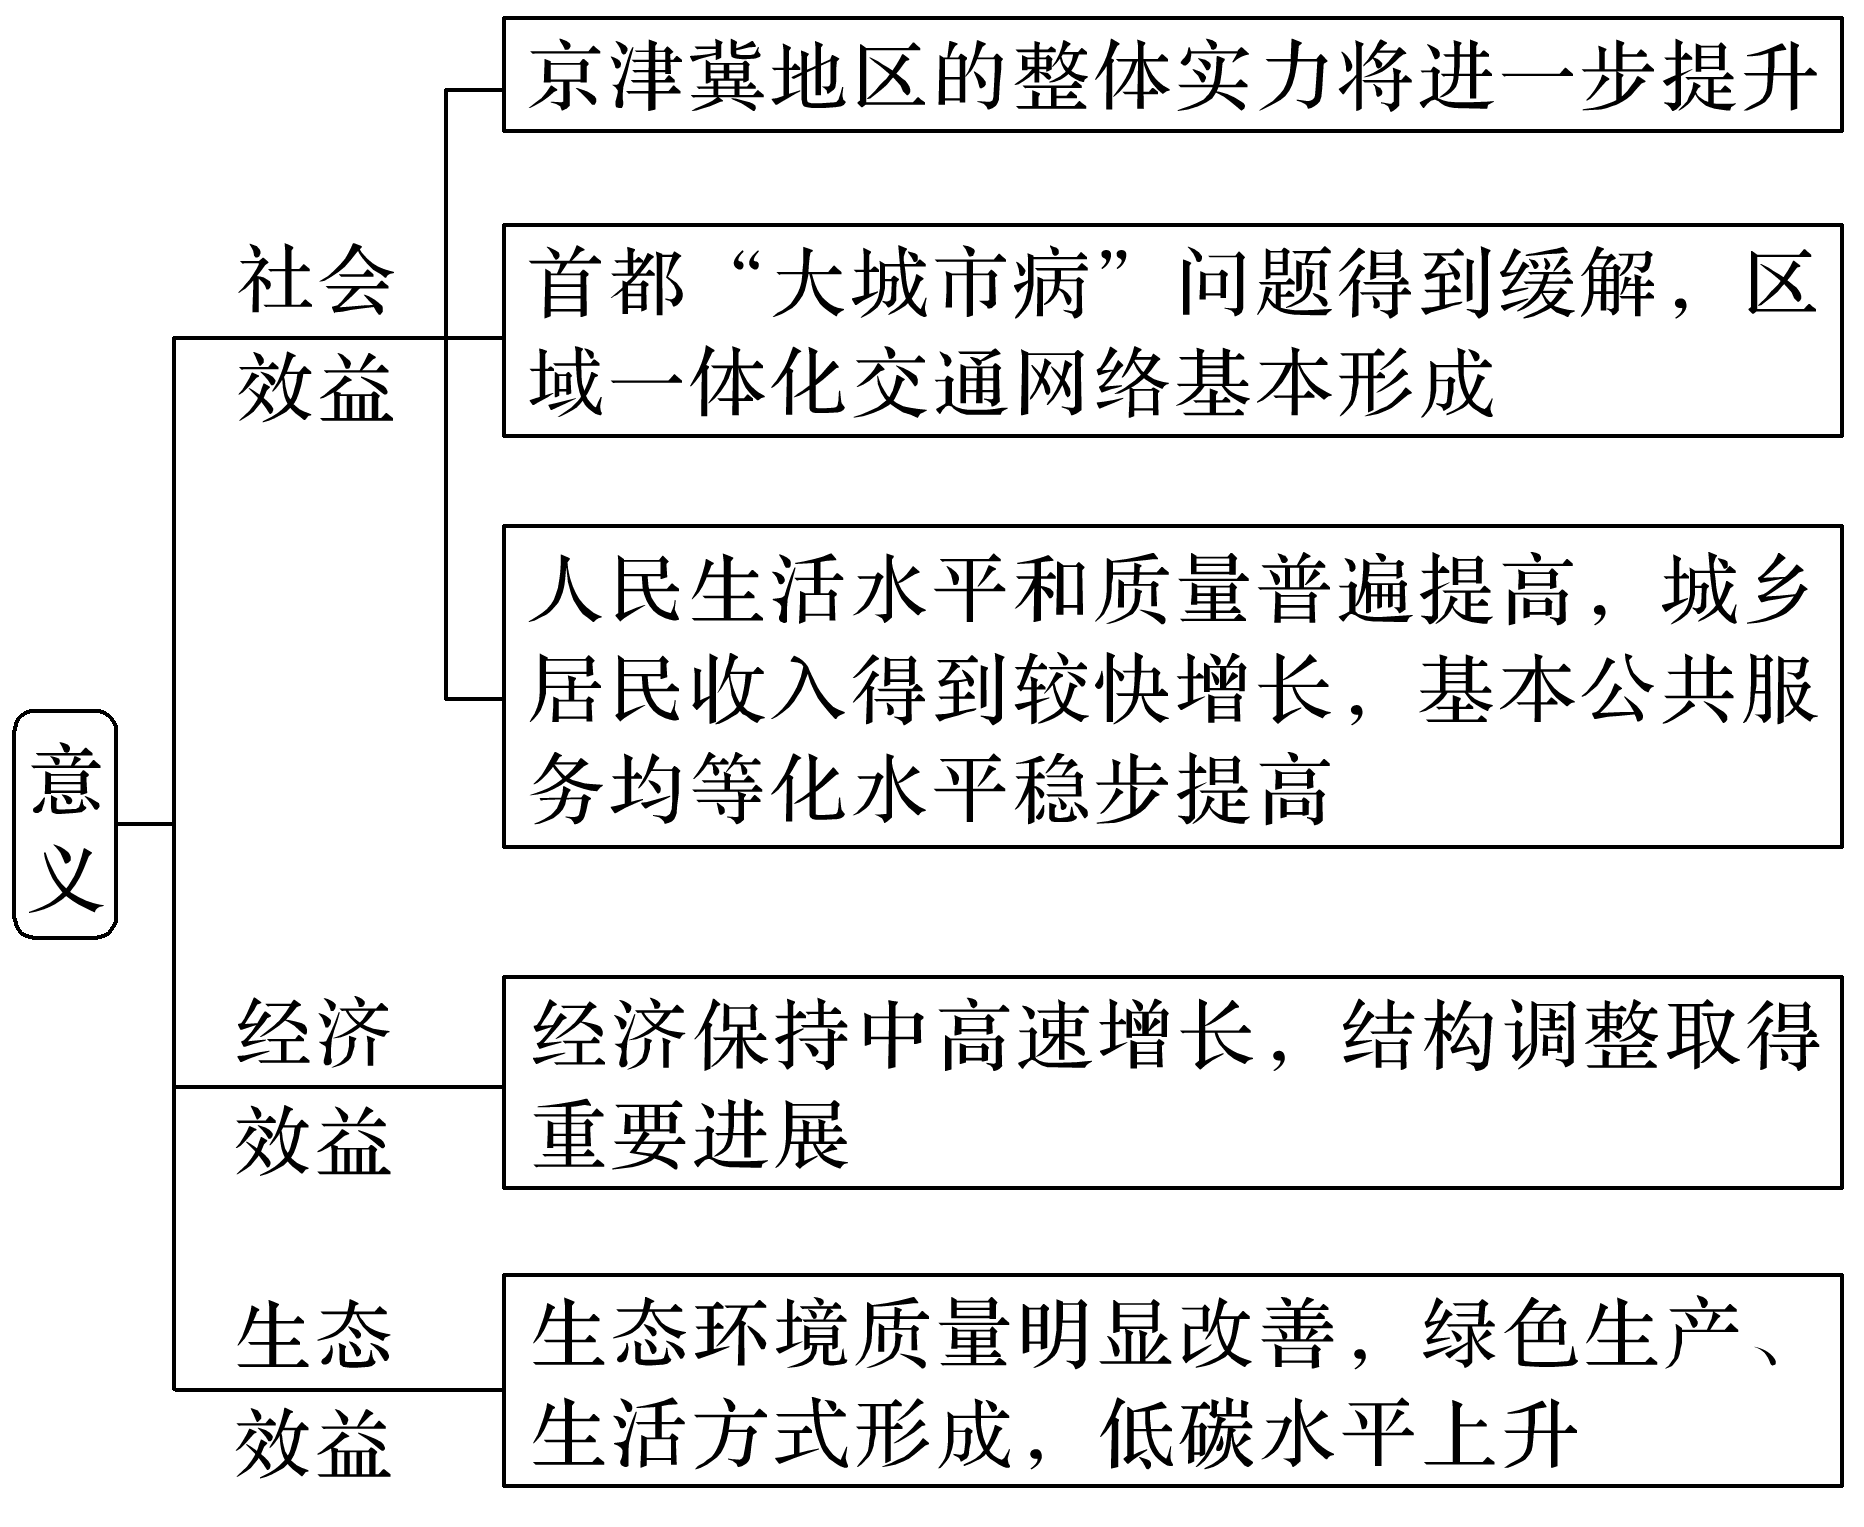 京津冀地区的整体实力将进一步提升
社会
效益
首都“大城市病”问题得到缓解，区
域一体化交通网络基本形成
人民生活水平和质量普遍提高，城乡
居民收入得到较快增长，基本公共服
务均等化水平稳步提高
意
义
经济
效益
经济保持中高速增长，结构调整取得
重要进展
生态
效益
生态环境质量明显改善，绿色生产、
生活方式形成，低碳水平上升